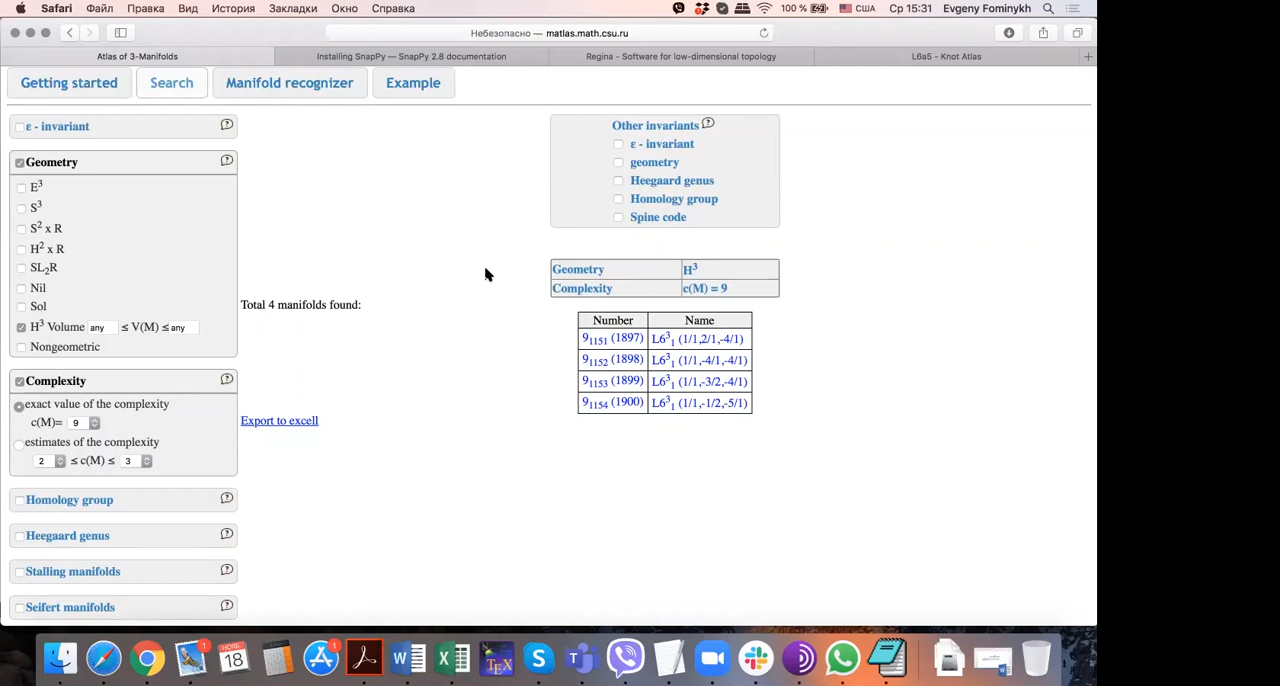 Safari Файл Правка Вид История Закладки Окно Справка 100 % США Ср 15:31 Evgeny Fominykh
Небезопасно — matlas.math.csu.ru
Atlas of 3-Manifolds Installing SnapPy — SnapPy 2.8 documentation Regina - Software for low-dimensional topology L6a5 - Knot Atlas
Getting started Search Manifold recognizer Example
ε - invariant
Geometry
E³
S³
S² x R
H² x R
SL₂R
Nil
Sol
H³ Volume any ≤ V(M) ≤ any
Nongeometric
Complexity
exact value of the complexity
c(M)= 9
estimates of the complexity
2 ≤ c(M) ≤ 3
Homology group
Heegaard genus
Stalling manifolds
Seifert manifolds
Total 4 manifolds found:
Export to excell
Other invariants
ε - invariant
geometry
Heegaard genus
Homology group
Spine code
Geometry H³
Complexity c(M) = 9
Number Name
9₁₁₅₁ (1897) L6³₁ (1/1,2/1,-4/1)
9₁₁₅₂ (1898) L6³₁ (1/1,-4/1,-4/1)
9₁₁₅₃ (1899) L6³₁ (1/1,-3/2,-4/1)
9₁₁₅₄ (1900) L6³₁ (1/1,-1/2,-5/1)
1
НОЯБ.
18
1